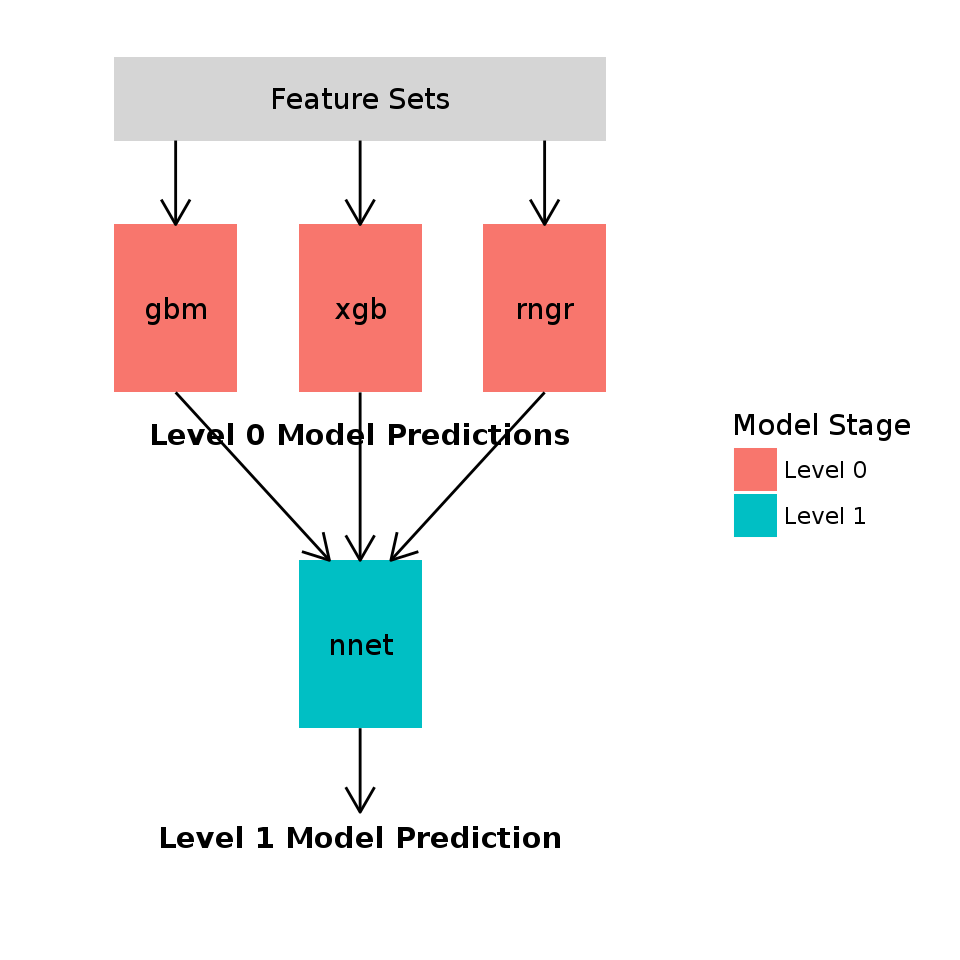 Feature Sets
gbm
xgb
rngr
Level 0 Model Predictions
Model Stage
Level 0
Level 1
nnet
Level 1 Model Prediction